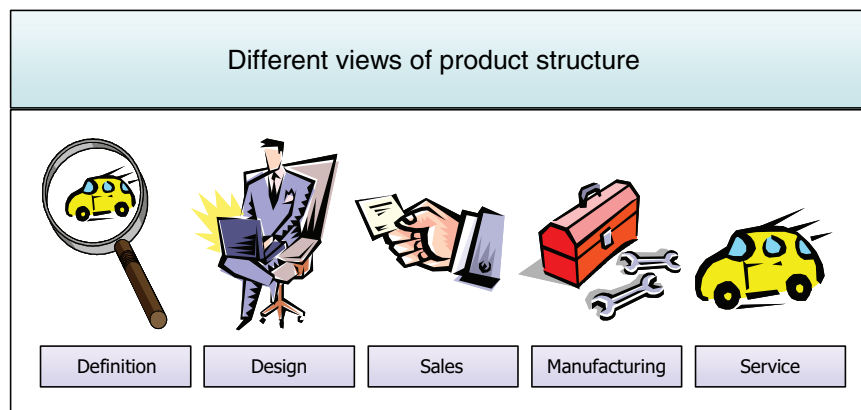 Different views of product structure
Definition
Design
Sales
Manufacturing
Service